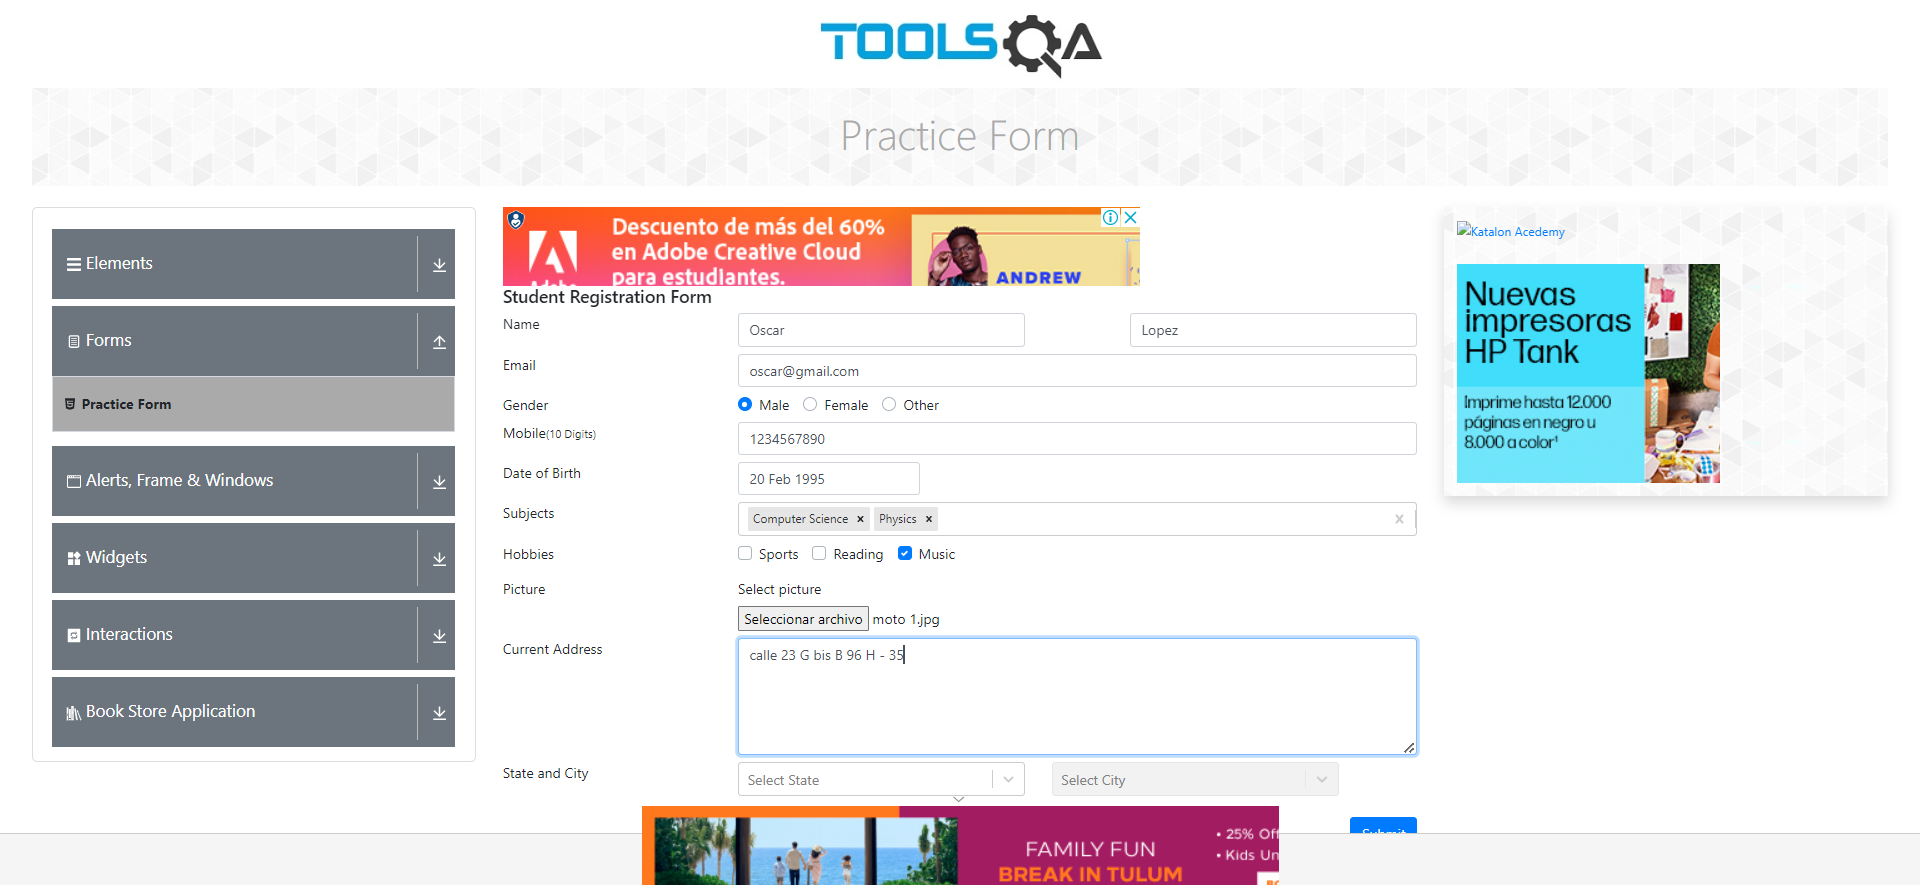 TOOLSQA
Practice Form
Elements
Forms
Practice Form
Alerts, Frame & Windows
Widgets
Interactions
Book Store Application
Descuento de más del 60%
en Adobe Creative Cloud
para estudiantes.
Adobe
ANDREW
Student Registration Form
Name
Oscar
Lopez
Email
oscar@gmail.com
Gender
Male
Female
Other
Mobile(10 Digits)
1234567890
Date of Birth
20 Feb 1995
Subjects
Computer Science x
Physics x
Hobbies
Sports
Reading
Music
Picture
Select picture
Seleccionar archivo moto 1.jpg
Current Address
calle 23 G bis B 96 H - 35
State and City
Select State
Select City
Submit
Katalon Acedemy
Nuevas
impresoras
HP Tank
Imprime hasta 12.000
páginas en negro u
8.000 a color¹
FAMILY FUN
BREAK IN TULUM
• 25% Off
• Kids Un